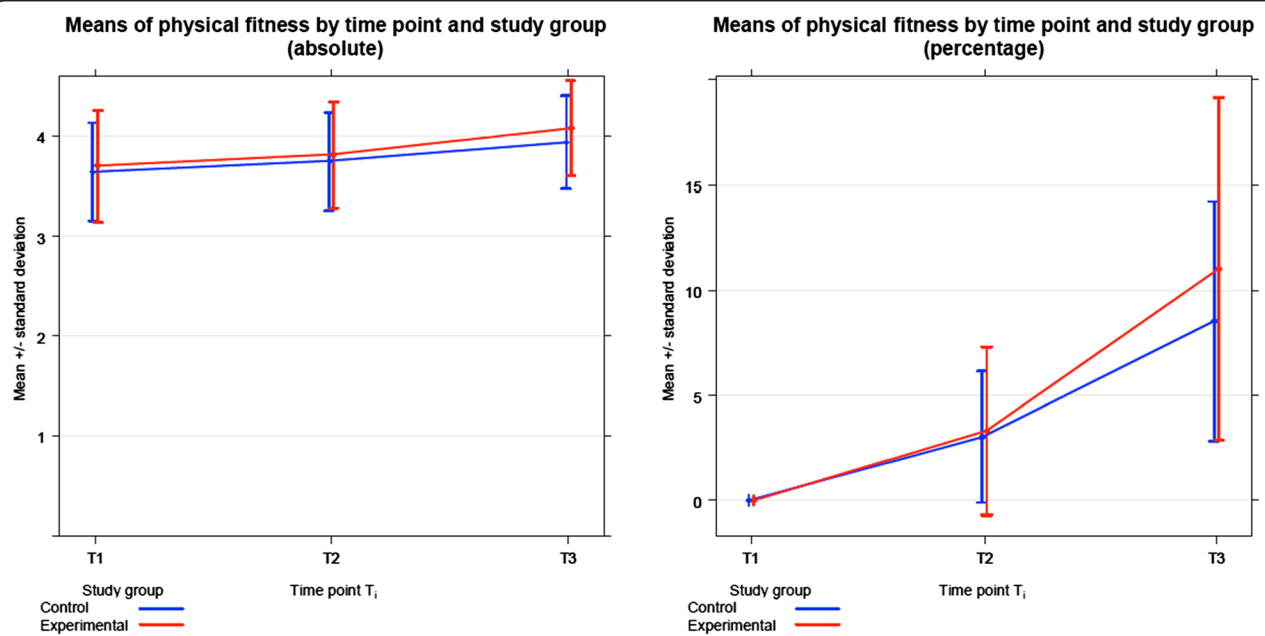 Means of physical fitness by time point and study group
(absolute)
Mean +/- standard deviation
4
3
2
1
T1 T2 T3
Study group Time point Ti
Control
Experimental
Means of physical fitness by time point and study group
(percentage)
Mean +/- standard deviation
15
10
5
0
T1 T2 T3
Study group Time point Ti
Control
Experimental